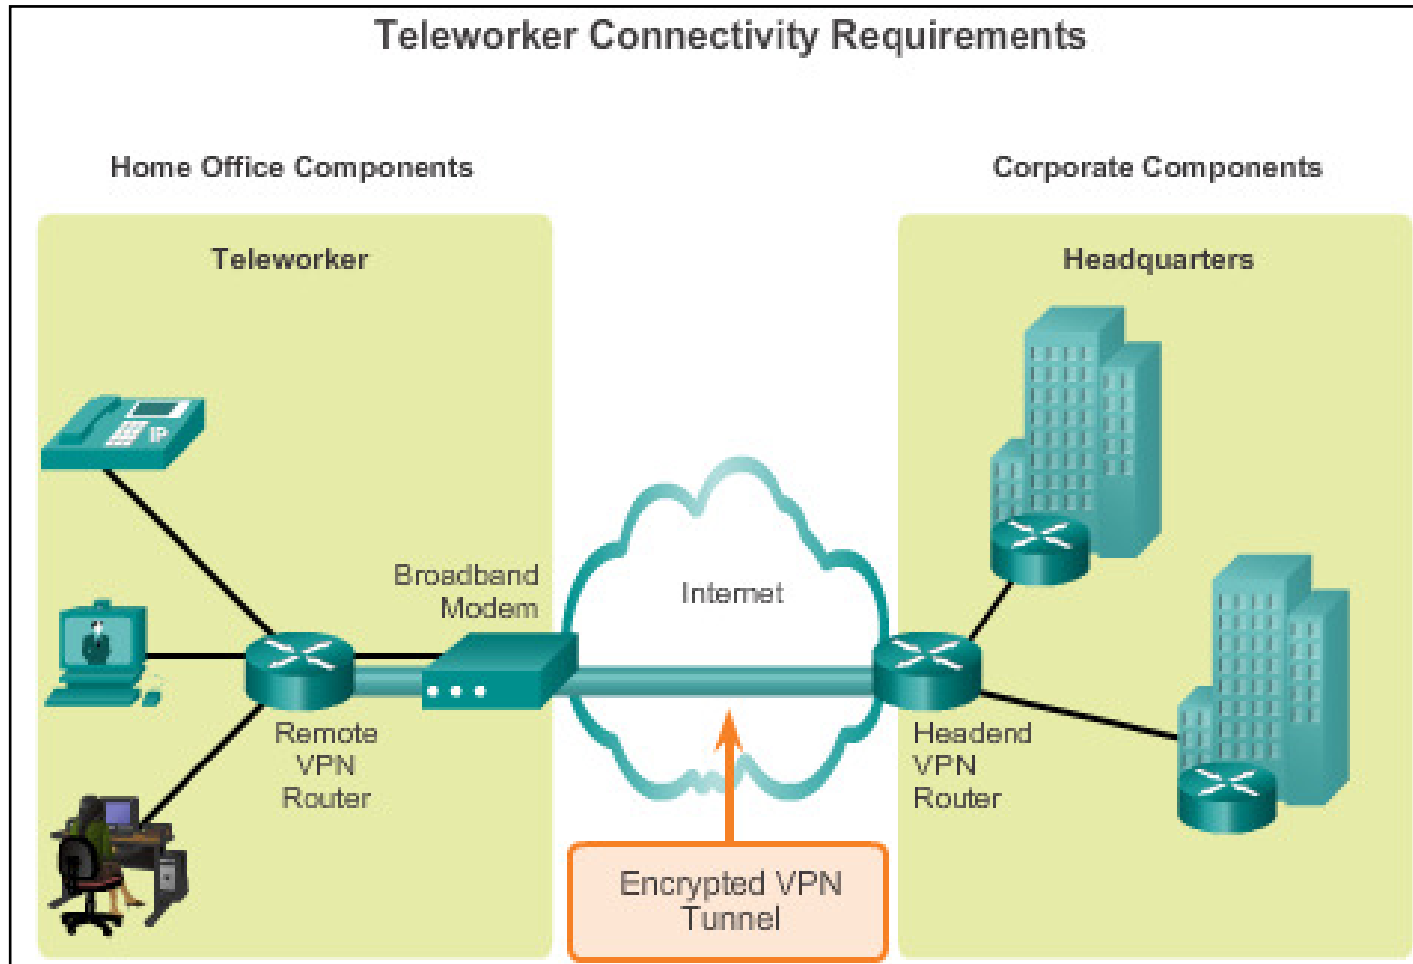 Teleworker Connectivity Requirements
Home Office Components
Corporate Components
Teleworker
Headquarters
IP
Broadband
Modem
Internet
Remote
VPN
Router
Headend
VPN
Router
Encrypted VPN
Tunnel